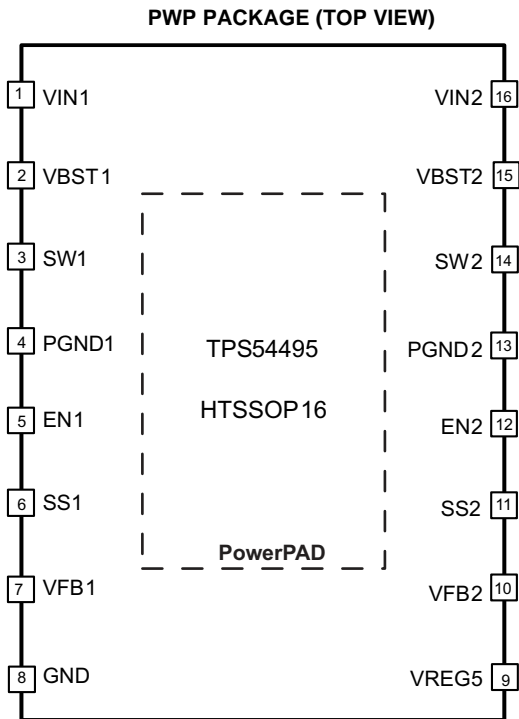 PWP PACKAGE (TOP VIEW)
1 VIN1
VIN2 16
2 VBST1
VBST2 15
3 SW1
SW2 14
4 PGND1
PGND2 13
TPS54495
HTSSOP16
5 EN1
EN2 12
6 SS1
SS2 11
PowerPAD
7 VFB1
VFB2 10
8 GND
VREG5 9